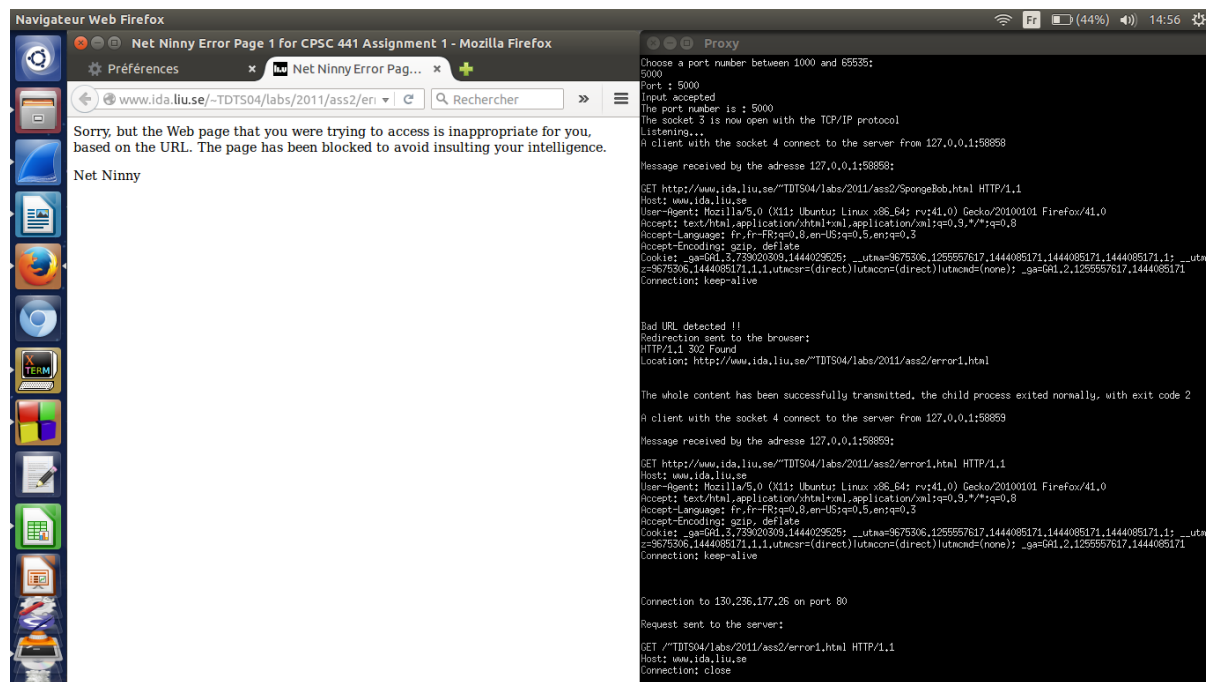 Navigateur Web Firefox
Fr
(44%)
14:56
Net Ninny Error Page 1 for CPSC 441 Assignment 1 - Mozilla Firefox
Préférences
Net Ninny Error Pag...
www.ida.liu.se/~TDTS04/labs/2011/ass2/er
Rechercher
Sorry, but the Web page that you were trying to access is inappropriate for you,
based on the URL. The page has been blocked to avoid insulting your intelligence.
Net Ninny
X
TERM
Proxy
Choose a port number between 1000 and 65535:
5000
Port : 5000
Input accepted
The port number is : 5000
The socket 3 is now open with the TCP/IP protocol
Listening...
A client with the socket 4 connect to the server from 127.0.0.1:58858
Message received by the adresse 127.0.0.1:58858:
GET http://www.ida.liu.se/~TDTS04/labs/2011/ass2/SpongeBob.html HTTP/1.1
Host: www.ida.liu.se
User-Agent: Mozilla/5.0 (X11; Ubuntu; Linux x86_64; rv:41.0) Gecko/20100101 Firefox/41.0
Accept: text/html,application/xhtml+xml,application/xml;q=0.9,*/*;q=0.8
Accept-Language: fr,fr-FR;q=0.8,en-US;q=0.5,en;q=0.3
Accept-Encoding: gzip, deflate
Cookie: _ga=GA1.3.739020309.1444029525; __utma=9675306.1255557617.1444085171.1444085171.1444085171.1; __utm
z=9675306.1444085171.1.1.utmcsr=(direct)|utmccn=(direct)|utmcmd=(none); _ga=GA1.2.1255557617.1444085171
Connection: keep-alive
Bad URL detected !!
Redirection sent to the browser:
HTTP/1.1 302 Found
Location: http://www.ida.liu.se/~TDTS04/labs/2011/ass2/error1.html
The whole content has been successfully transmitted. the child process exited normally, with exit code 2
A client with the socket 4 connect to the server from 127.0.0.1:58859
Message received by the adresse 127.0.0.1:58859:
GET http://www.ida.liu.se/~TDTS04/labs/2011/ass2/error1.html HTTP/1.1
Host: www.ida.liu.se
User-Agent: Mozilla/5.0 (X11; Ubuntu; Linux x86_64; rv:41.0) Gecko/20100101 Firefox/41.0
Accept: text/html,application/xhtml+xml,application/xml;q=0.9,*/*;q=0.8
Accept-Language: fr,fr-FR;q=0.8,en-US;q=0.5,en;q=0.3
Accept-Encoding: gzip, deflate
Cookie: _ga=GA1.3.739020309.1444029525; __utma=9675306.1255557617.1444085171.1444085171.1444085171.1; __utm
z=9675306.1444085171.1.1.utmcsr=(direct)|utmccn=(direct)|utmcmd=(none); _ga=GA1.2.1255557617.1444085171
Connection: keep-alive
Connection to 130.236.177.26 on port 80
Request sent to the server:
GET /~TDTS04/labs/2011/ass2/error1.html HTTP/1.1
Host: www.ida.liu.se
Connection: close